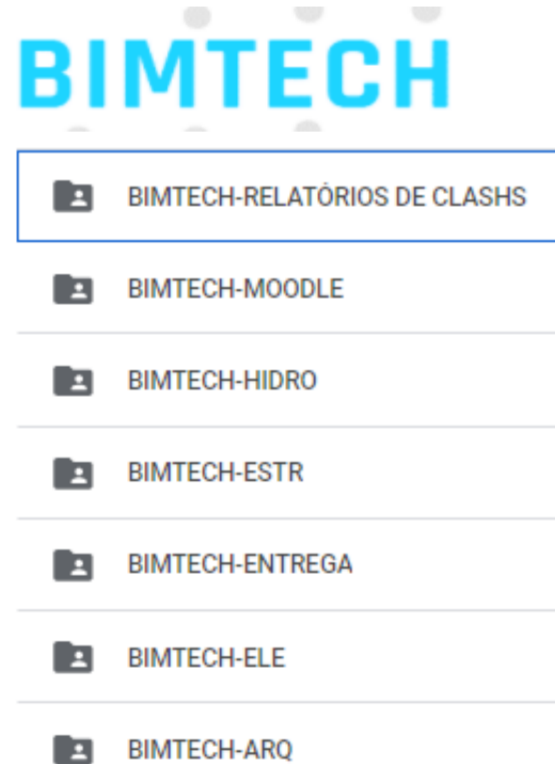 BIMTECH
BIMTECH-RELATÓRIOS DE CLASHS
BIMTECH-MOODLE
BIMTECH-HIDRO
BIMTECH-ESTR
BIMTECH-ENTREGA
BIMTECH-ELE
BIMTECH-ARQ